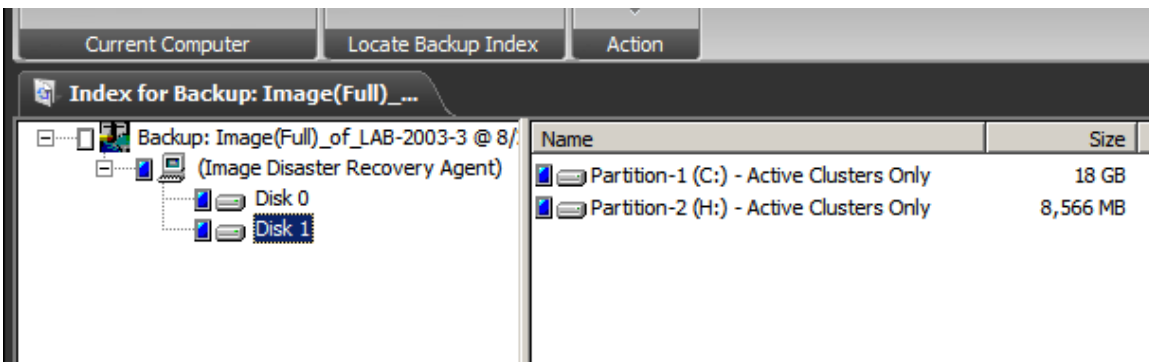 Current Computer Locate Backup Index Action
Index for Backup: Image(Full)_...
Backup: Image(Full)_of_LAB-2003-3 @ 8/
(Image Disaster Recovery Agent)
Disk 0
Disk 1
Name Size
Partition-1 (C:) - Active Clusters Only 18 GB
Partition-2 (H:) - Active Clusters Only 8,566 MB